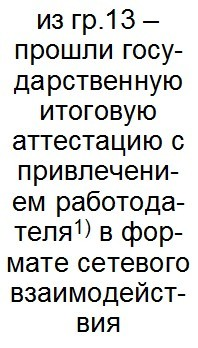 из гр.13 –
прошли госу-
дарственную
итоговую
аттестацию с
привлечени-
ем работода-
теля1) в фор-
мате сетевого
взаимодейст-
вия